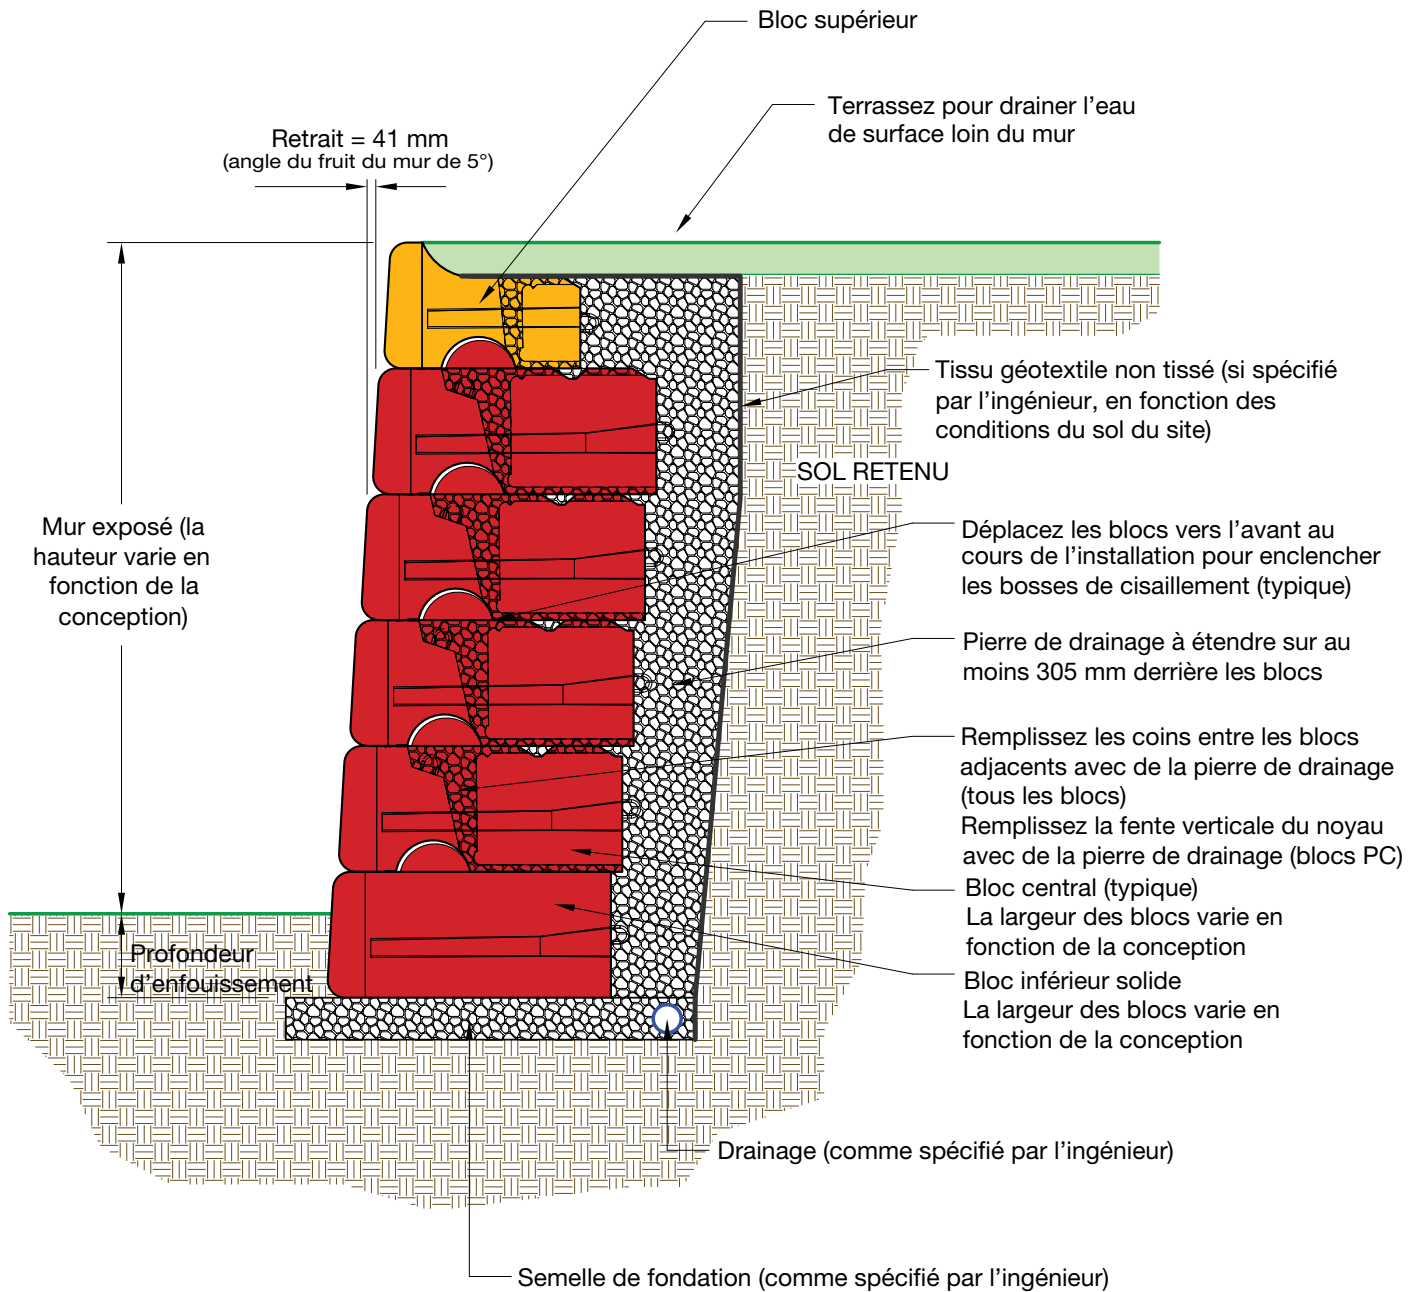 Bloc supérieur
Terrassez pour drainer l’eau
de surface loin du mur
Retrait = 41 mm
(angle du fruit du mur de 5°)
Tissu géotextile non tissé (si spécifié
par l’ingénieur, en fonction des
conditions du sol du site)
SOL RETENU
Mur exposé (la
hauteur varie en
fonction de la
conception)
Déplacez les blocs vers l’avant au
cours de l’installation pour enclencher
les bosses de cisaillement (typique)
Pierre de drainage à étendre sur au
moins 305 mm derrière les blocs
Remplissez les coins entre les blocs
adjacents avec de la pierre de drainage
(tous les blocs)
Remplissez la fente verticale du noyau
avec de la pierre de drainage (blocs PC)
Bloc central (typique)
La largeur des blocs varie en
fonction de la conception
Profondeur
d’enfouissement
Bloc inférieur solide
La largeur des blocs varie en
fonction de la conception
Drainage (comme spécifié par l’ingénieur)
Semelle de fondation (comme spécifié par l’ingénieur)